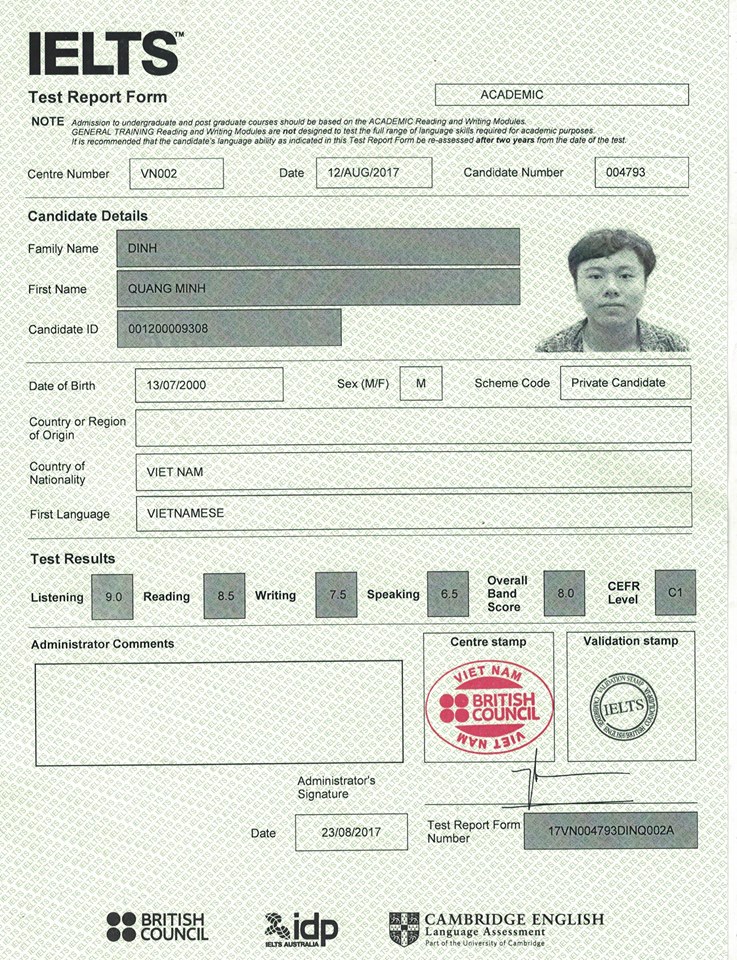 IELTS™
Test Report Form
ACADEMIC
NOTE Admission to undergraduate and post graduate courses should be based on the ACADEMIC Reading and Writing Modules.
GENERAL TRAINING Reading and Writing Modules are not designed to test the full range of language skills required for academic purposes.
It is recommended that the candidate's language ability as indicated in this Test Report Form be re-assessed after two years from the date of the test.
Centre Number VN002 Date 12/AUG/2017 Candidate Number 004793
Candidate Details
Family Name DINH
First Name QUANG MINH
Candidate ID 001200009308
Date of Birth 13/07/2000 Sex (M/F) M Scheme Code Private Candidate
Country or Region
of Origin
Country of
Nationality VIET NAM
First Language VIETNAMESE
Test Results
Listening 9.0 Reading 8.5 Writing 7.5 Speaking 6.5 Overall
Band
Score 8.0 CEFR
Level C1
Administrator Comments
Centre stamp
VIET NAM
BRITISH
COUNCIL
VIET NAM
Validation stamp
VALIDATION STAMP
IELTS
Administrator's
Signature
Date 23/08/2017
Test Report Form
Number 17VN004793DINQ002A
BRITISH
COUNCIL
idp
IELTS AUSTRALIA
CAMBRIDGE ENGLISH
Language Assessment
Part of the University of Cambridge